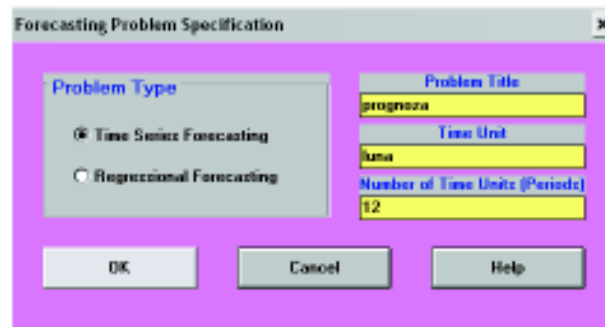 Forecasting Problem Specification
Problem Type
Time Series Forecasting
Regressional Forecasting
Problem Title
prognoza
Time Unit
luna
Number of Time Units (Periods)
12
OK
Cancel
Help